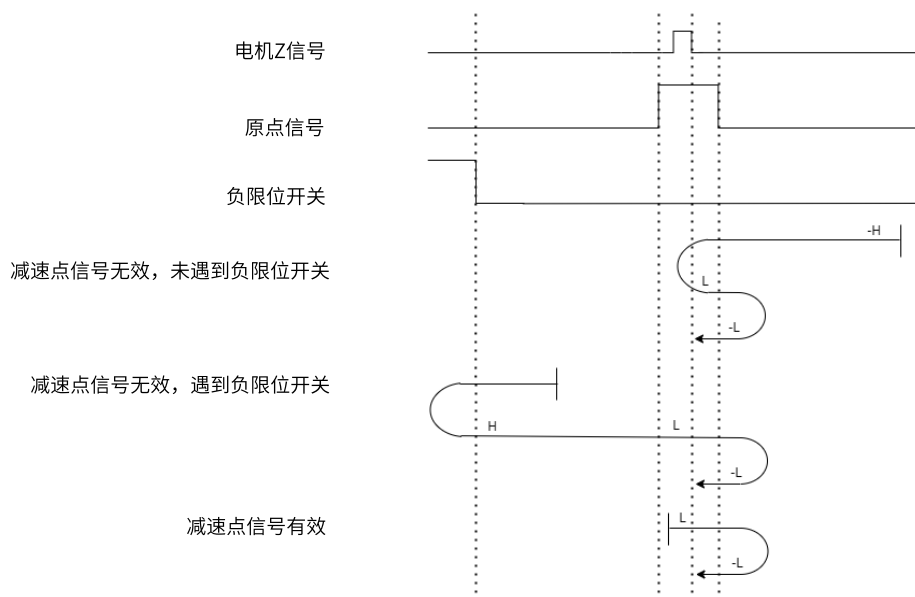 电机Z信号
原点信号
负限位开关
-H
减速点信号无效，未遇到负限位开关
L
-L
减速点信号无效，遇到负限位开关
H
L
-L
减速点信号有效
L
-L